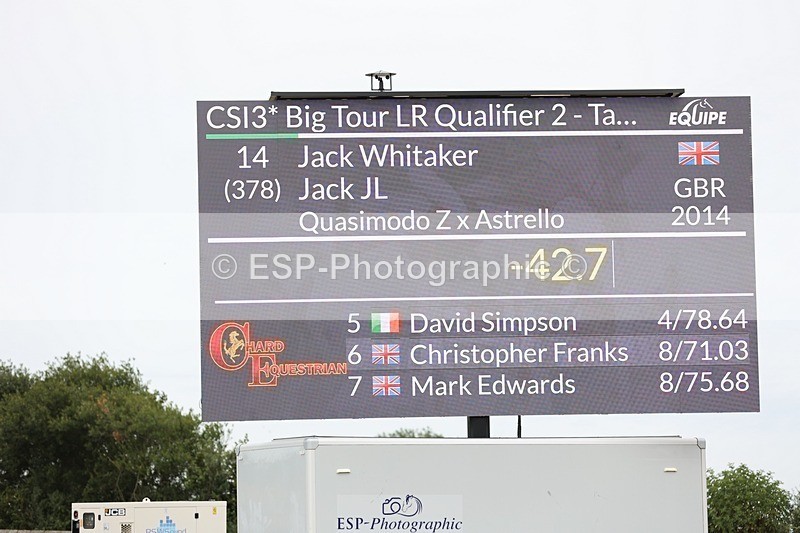 CSI3* Big Tour LR Qualifier 2 - Ta... EQUIPE
14 Jack Whitaker
(378) Jack JL GBR
Quasimodo Z x Astrello 2014
-42.7
© ESP-Photographic ©
5 David Simpson 4/78.64
6 Christopher Franks 8/71.03
7 Mark Edwards 8/75.68
CHARD
EQUESTRIAN
JCB
ESP-Photographic